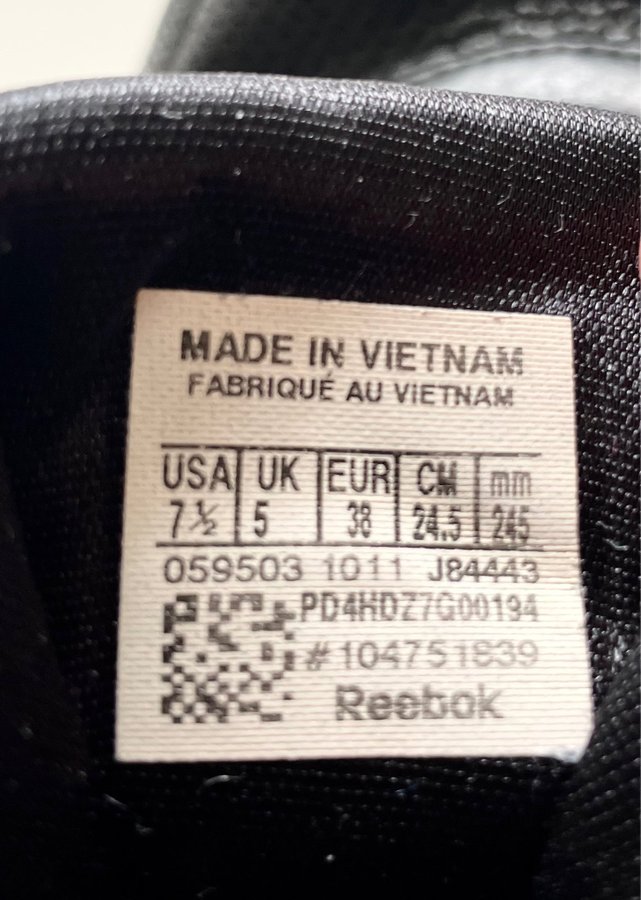 MADE IN VIETNAM
FABRIQUÉ AU VIETNAM
USA UK EUR CM mm
7½ 5 38 24.5 245
059503 1011 J84443
PD4HDZ7G00194
#104751839
Reebok